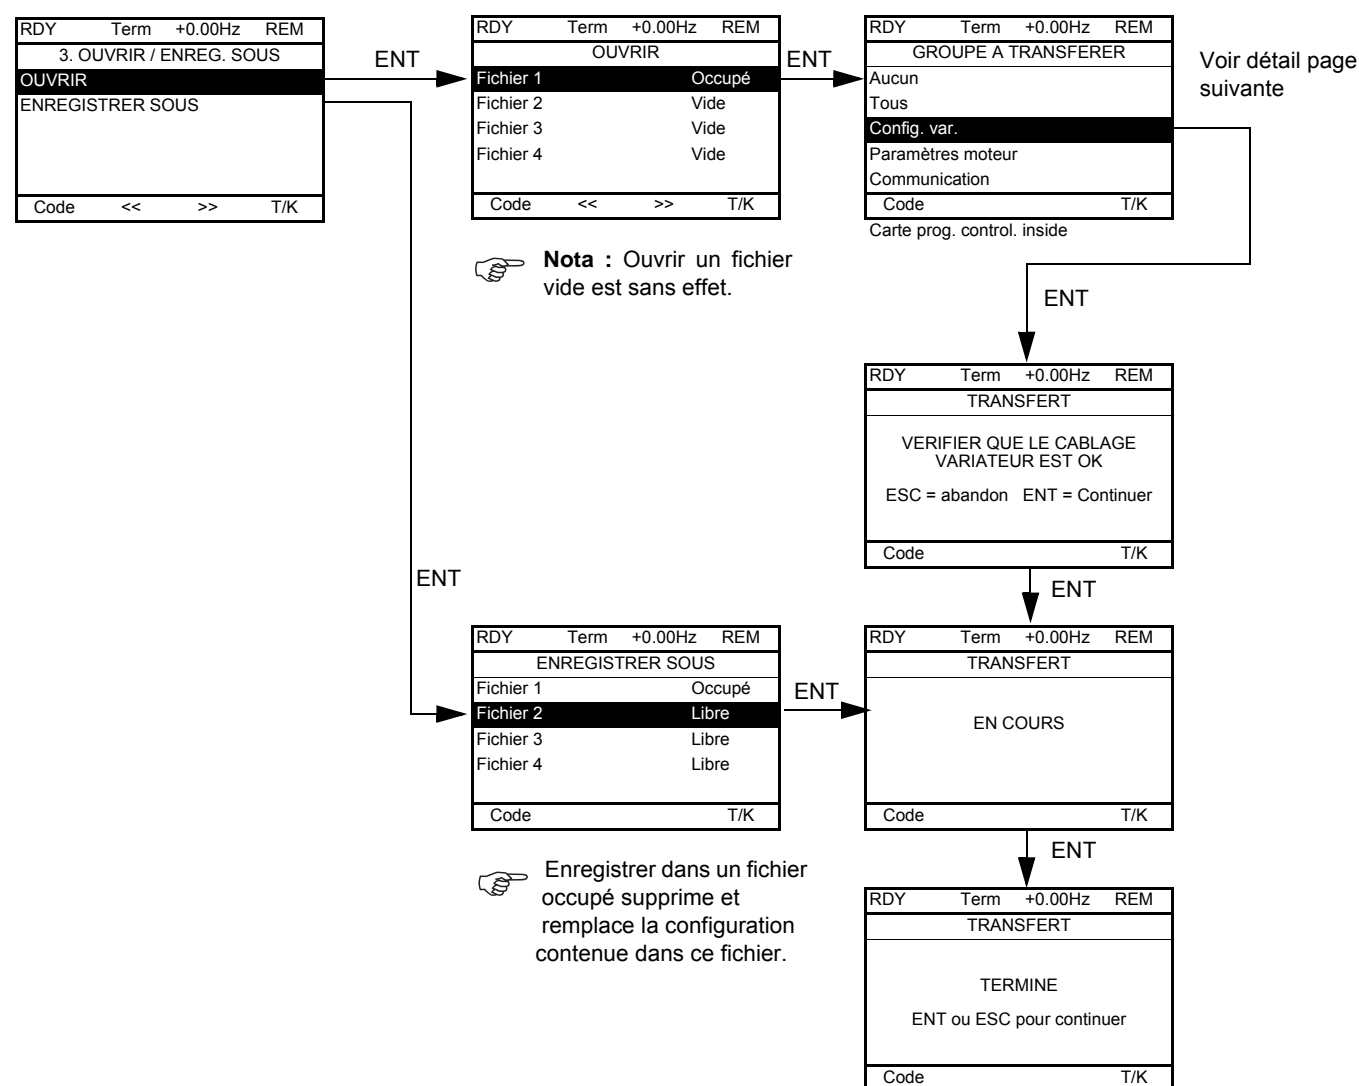 RDY Term +0.00Hz REM
3. OUVRIR / ENREG. SOUS
OUVRIR
ENREGISTRER SOUS
Code << >> T/K
ENT
RDY Term +0.00Hz REM
OUVRIR
Fichier 1 Occupé
Fichier 2 Vide
Fichier 3 Vide
Fichier 4 Vide
Code << >> T/K
ENT
RDY Term +0.00Hz REM
GROUPE A TRANSFERER
Aucun
Tous
Config. var.
Paramètres moteur
Communication
Code T/K
Carte prog. control. inside
Voir détail page
suivante
Nota : Ouvrir un fichier
vide est sans effet.
ENT
RDY Term +0.00Hz REM
TRANSFERT
VERIFIER QUE LE CABLAGE
VARIATEUR EST OK
ESC = abandon ENT = Continuer
Code T/K
ENT
ENT
RDY Term +0.00Hz REM
ENREGISTRER SOUS
Fichier 1 Occupé
Fichier 2 Libre
Fichier 3 Libre
Fichier 4 Libre
Code T/K
ENT
RDY Term +0.00Hz REM
TRANSFERT
EN COURS
Code T/K
Enregistrer dans un fichier
occupé supprime et
remplace la configuration
contenue dans ce fichier.
ENT
RDY Term +0.00Hz REM
TRANSFERT
TERMINE
ENT ou ESC pour continuer
Code T/K